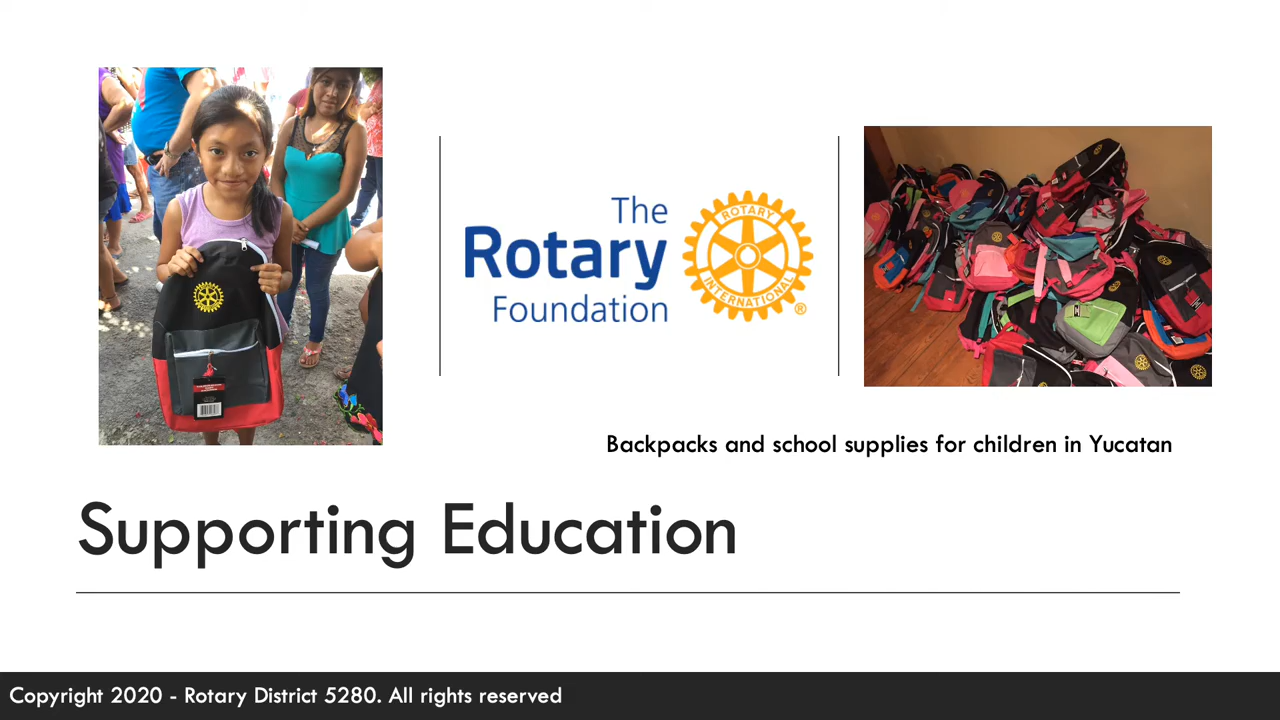 The
Rotary
Foundation
ROTARY
INTERNATIONAL
®
Backpacks and school supplies for children in Yucatan
Supporting Education
Copyright 2020 - Rotary District 5280. All rights reserved